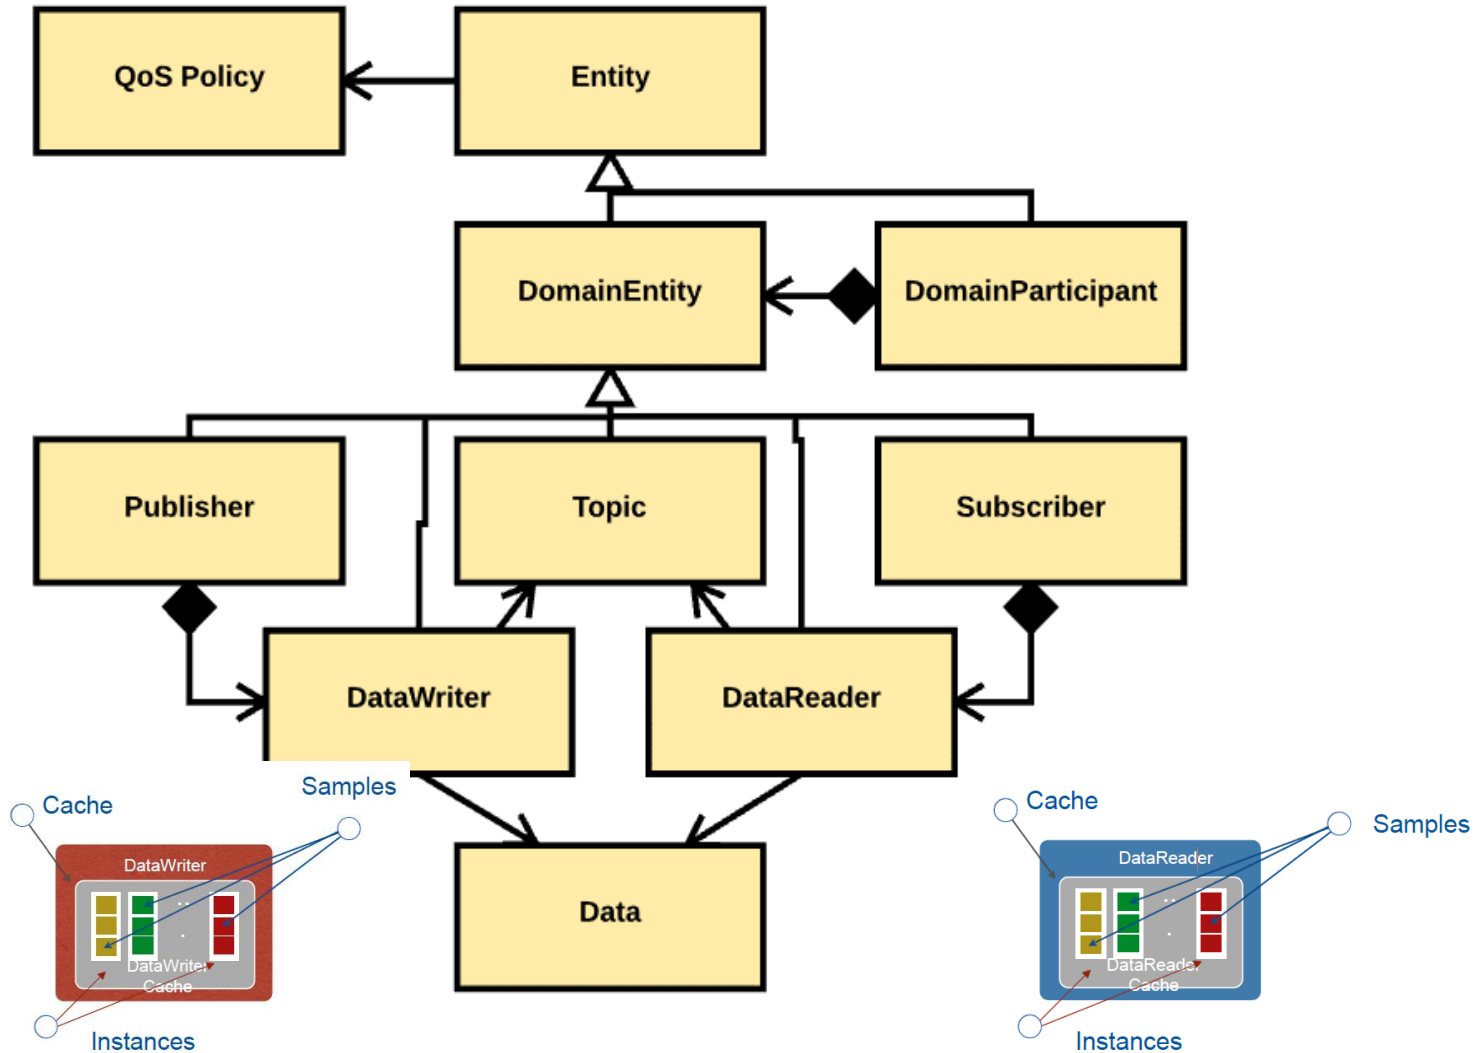 QoS Policy
Entity
DomainEntity
DomainParticipant
Publisher
Topic
Subscriber
DataWriter
DataReader
Data
Cache
Samples
DataWriter
. .
.
DataWriter
Cache
Instances
Cache
Samples
DataReader
. .
.
DataReader
Cache
Instances